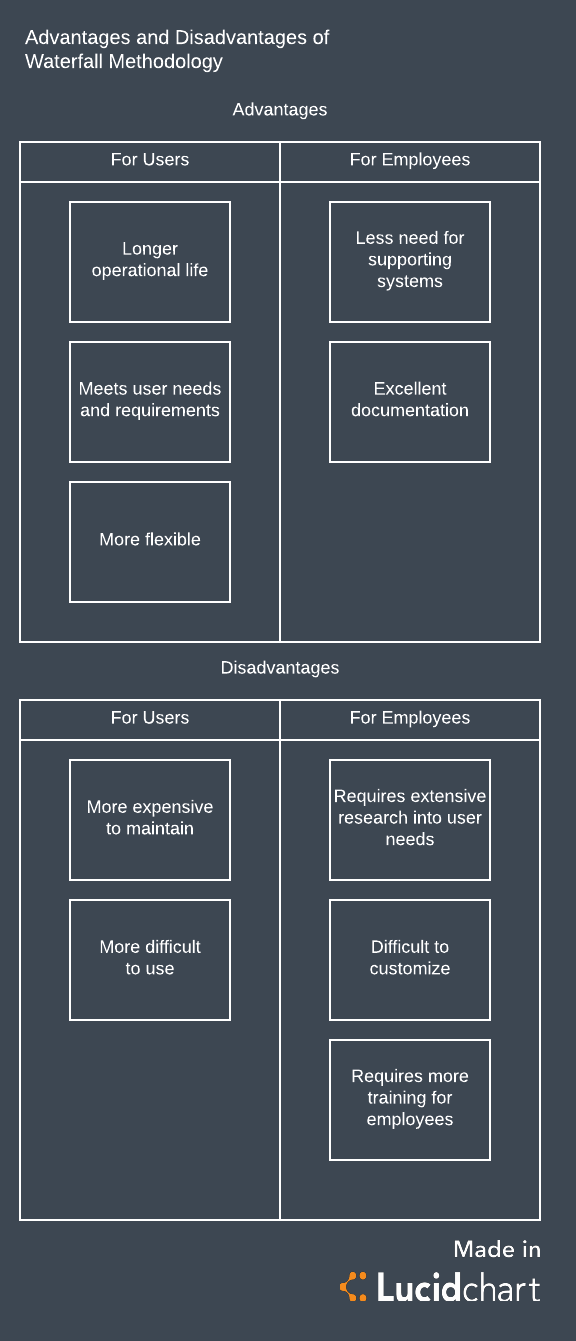 Advantages and Disadvantages of
Waterfall Methodology
Advantages
For Users
For Employees
Longer
operational life
Less need for
supporting
systems
Meets user needs
and requirements
Excellent
documentation
More flexible
Disadvantages
For Users
For Employees
More expensive
to maintain
Requires extensive
research into user
needs
More difficult
to use
Difficult to
customize
Requires more
training for
employees
Made in
Lucidchart